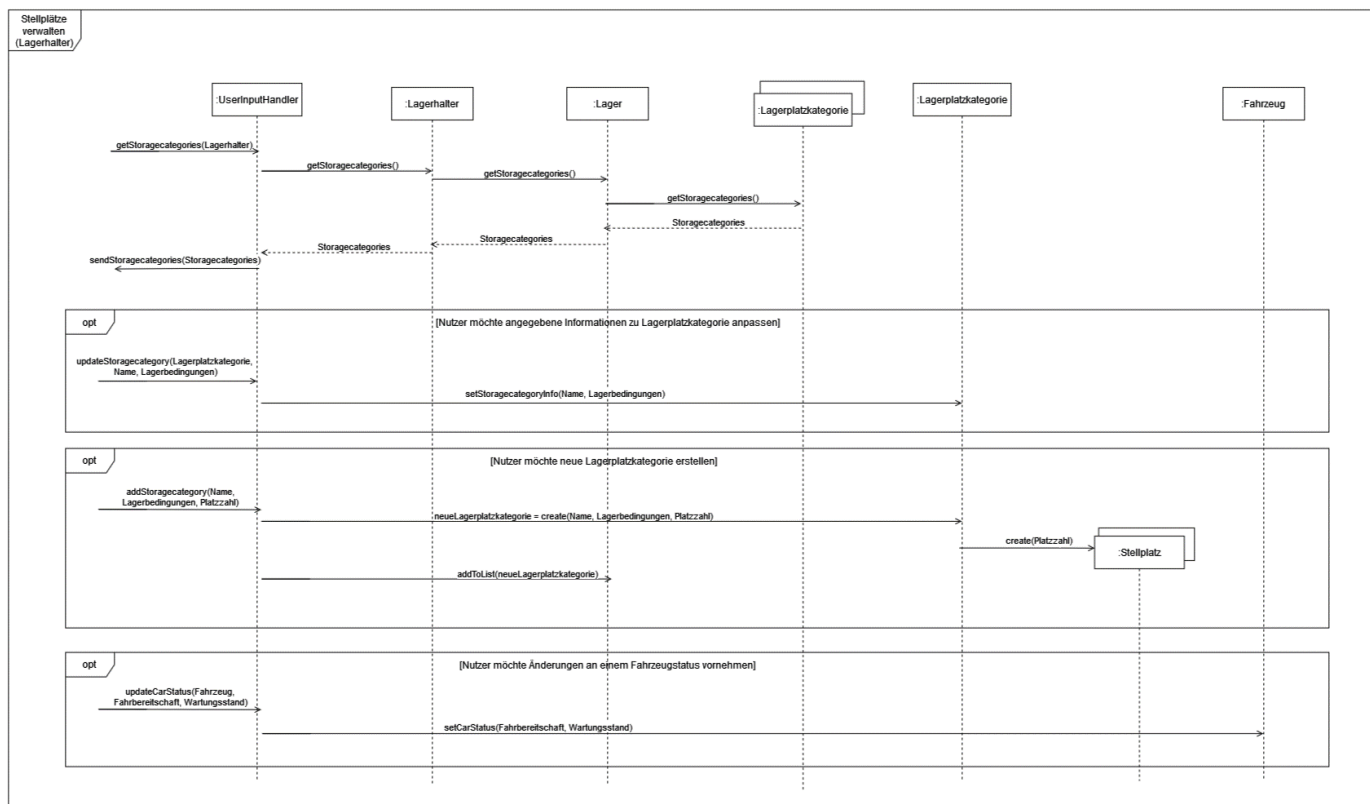 Stellplätze
verwalten
(Lagerhalter)
:UserInputHandler
:Lagerhalter
:Lager
:Lagerplatzkategorie
:Lagerplatzkategorie
:Fahrzeug
getStoragecategories(Lagerhalter)
getStoragecategories()
getStoragecategories()
getStoragecategories()
Storagecategories
Storagecategories
Storagecategories
sendStoragecategories(Storagecategories)
opt
[Nutzer möchte angegebene Informationen zu Lagerplatzkategorie anpassen]
updateStoragecategory(Lagerplatzkategorie,
Name, Lagerbedingungen)
setStoragecategoryInfo(Name, Lagerbedingungen)
opt
[Nutzer möchte neue Lagerplatzkategorie erstellen]
addStoragecategory(Name,
Lagerbedingungen, Platzzahl)
neueLagerplatzkategorie = create(Name, Lagerbedingungen, Platzzahl)
create(Platzzahl)
:Stellplatz
addToList(neueLagerplatzkategorie)
opt
[Nutzer möchte Änderungen an einem Fahrzeugstatus vornehmen]
updateCarStatus(Fahrzeug,
Fahrbereitschaft, Wartungsstand)
setCarStatus(Fahrbereitschaft, Wartungsstand)